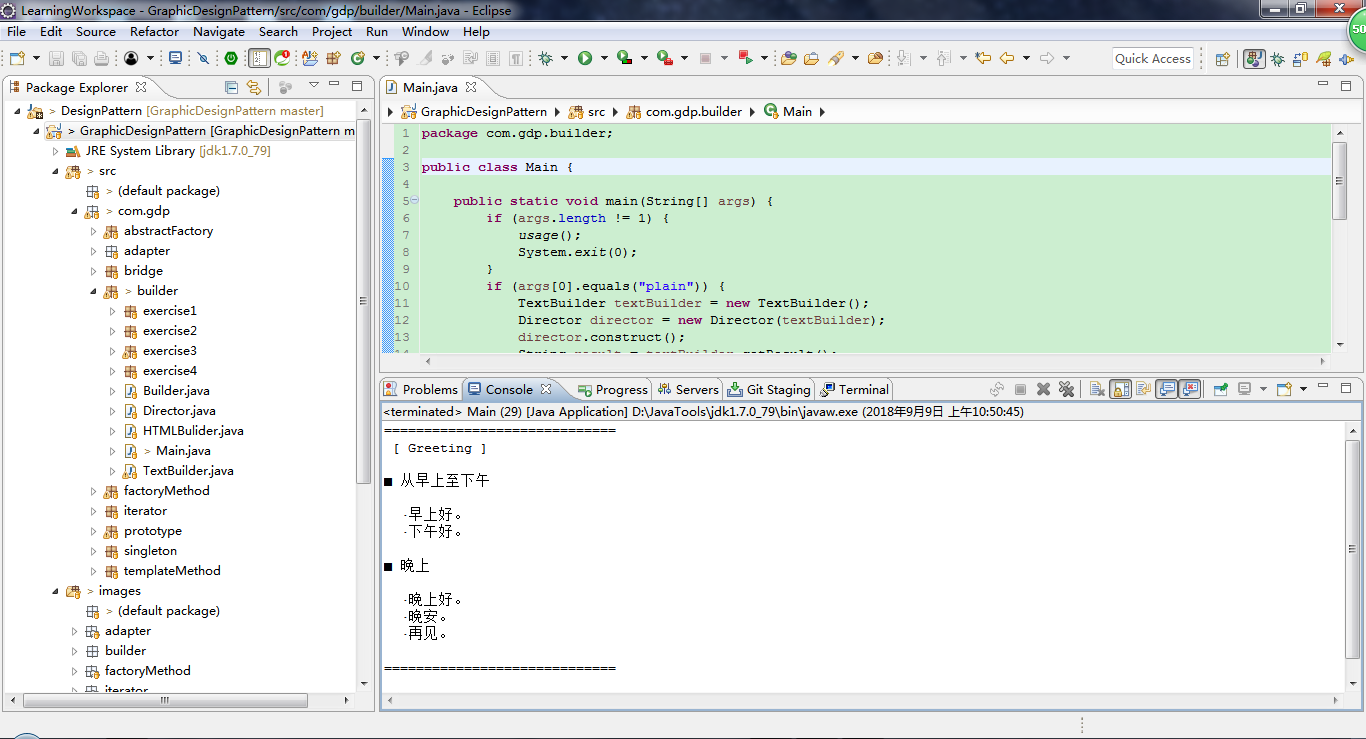 LearningWorkspace - GraphicDesignPattern/src/com/gdp/builder/Main.java - Eclipse
File Edit Source Refactor Navigate Search Project Run Window Help
50
Quick Access
Package Explorer
> DesignPattern [GraphicDesignPattern master]
> GraphicDesignPattern [GraphicDesignPattern m
JRE System Library [jdk1.7.0_79]
> src
> (default package)
> com.gdp
abstractFactory
adapter
bridge
> builder
exercise1
exercise2
exercise3
exercise4
Builder.java
Director.java
HTMLBulider.java
> Main.java
TextBuilder.java
factoryMethod
iterator
prototype
singleton
templateMethod
> images
> (default package)
adapter
builder
factoryMethod
iterator
Main.java
GraphicDesignPattern src com.gdp.builder Main
1 package com.gdp.builder;
2
3 public class Main {
4
5 public static void main(String[] args) {
6 if (args.length != 1) {
7 usage();
8 System.exit(0);
9 }
10 if (args[0].equals("plain")) {
11 TextBuilder textBuilder = new TextBuilder();
12 Director director = new Director(textBuilder);
13 director.construct();
14 String result = textBuilder.getResult();
Problems Console Progress Servers Git Staging Terminal
<terminated> Main (29) [Java Application] D:\JavaTools\jdk1.7.0_79\bin\javaw.exe (2018年9月9日 上午10:50:45)
=============================
[ Greeting ]
■ 从早上至下午
·早上好。
·下午好。
■ 晚上
·晚上好。
·晚安。
·再见。
=============================